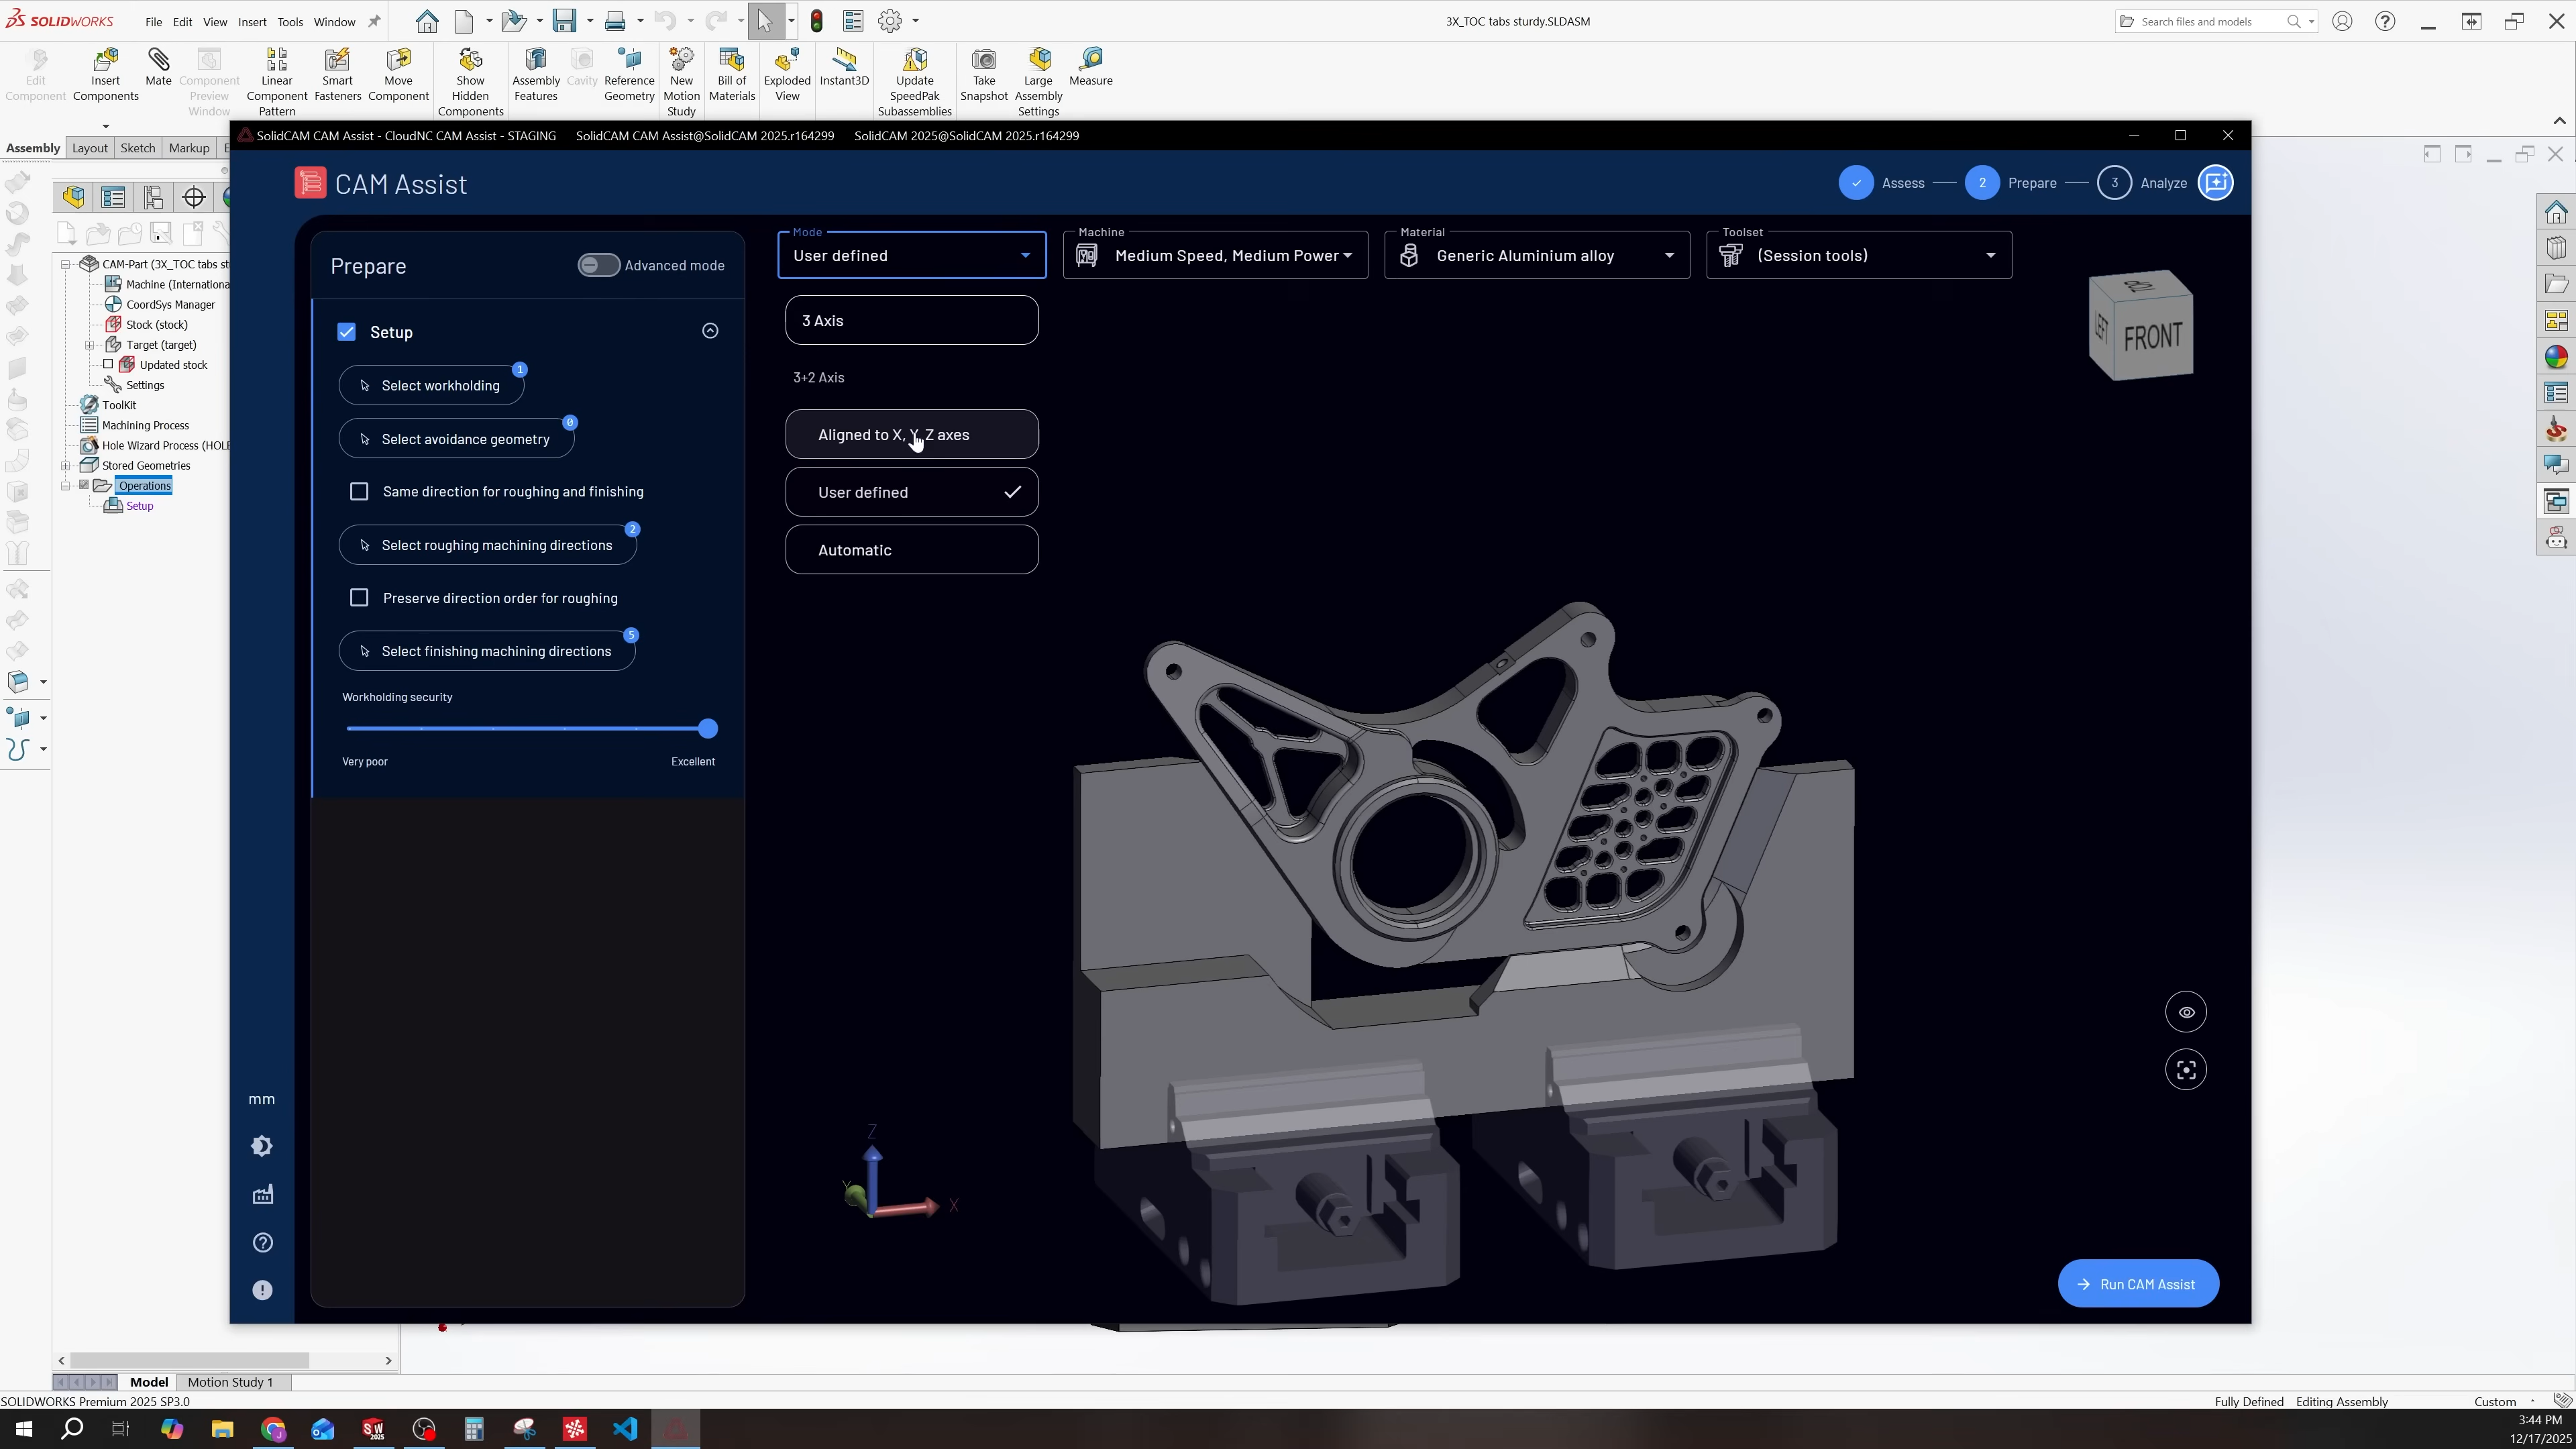 SOLIDWORKS
File Edit View Insert Tools Window
3X_TOC tabs sturdy.SLDASM
Search files and models
Edit Component
Insert Components
Mate
Component Preview Window
Linear Component Pattern
Smart Fasteners
Move Component
Show Hidden Components
Assembly Features
Cavity
Reference Geometry
New Motion Study
Bill of Materials
Exploded View
Instant3D
Update SpeedPak Subassemblies
Take Snapshot
Large Assembly Settings
Measure
Assembly Layout Sketch Markup
SolidCAM CAM Assist - CloudNC CAM Assist - STAGING SolidCAM CAM Assist@SolidCAM 2025.r164299 SolidCAM 2025@SolidCAM 2025.r164299
CAM Assist
Assess
2 Prepare
3 Analyze
CAM-Part (3X_TOC tabs st
Machine (Internationa
CoordSys Manager
Stock (stock)
Target (target)
Updated stock
Settings
ToolKit
Machining Process
Hole Wizard Process (HOLE
Stored Geometries
Operations
Setup
Prepare
Advanced mode
Setup
Select workholding
1
Select avoidance geometry
0
Same direction for roughing and finishing
Select roughing machining directions
2
Preserve direction order for roughing
Select finishing machining directions
5
Workholding security
Very poor
Excellent
Mode
User defined
Machine
Medium Speed, Medium Power
Material
Generic Aluminium alloy
Toolset
(Session tools)
3 Axis
3+2 Axis
Aligned to X, Y, Z axes
User defined
Automatic
TOP
LEFT
FRONT
Z
Y
X
mm
Run CAM Assist
Model
Motion Study 1
SOLIDWORKS Premium 2025 SP3.0
Fully Defined
Editing Assembly
Custom
SW
2025
3:44 PM
12/17/2025